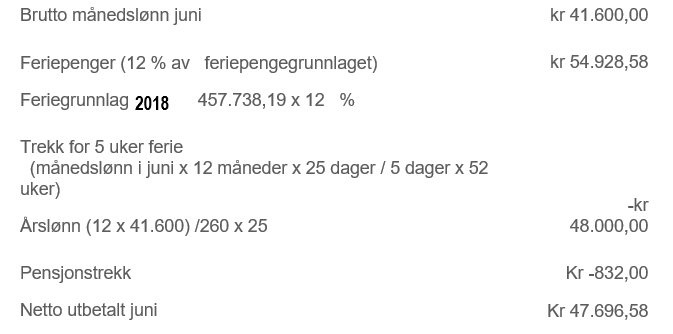 Brutto månedslønn juni kr 41.600,00
Feriepenger (12 % av feriepengegrunnlaget) kr 54.928,58
Feriegrunnlag 2018 457.738,19 x 12 %
Trekk for 5 uker ferie
(månedslønn i juni x 12 måneder x 25 dager / 5 dager x 52
uker)
-kr
Årslønn (12 x 41.600) /260 x 25 48.000,00
Pensjonstrekk Kr -832,00
Netto utbetalt juni Kr 47.696,58